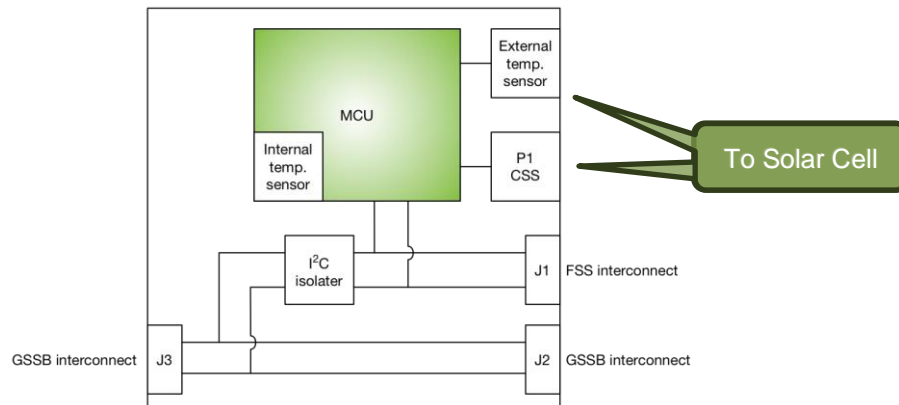 External
temp.
sensor
MCU
To Solar Cell
Internal
temp.
sensor
P1
CSS
I²C
isolater
J1
FSS interconnect
GSSB interconnect
J3
J2
GSSB interconnect